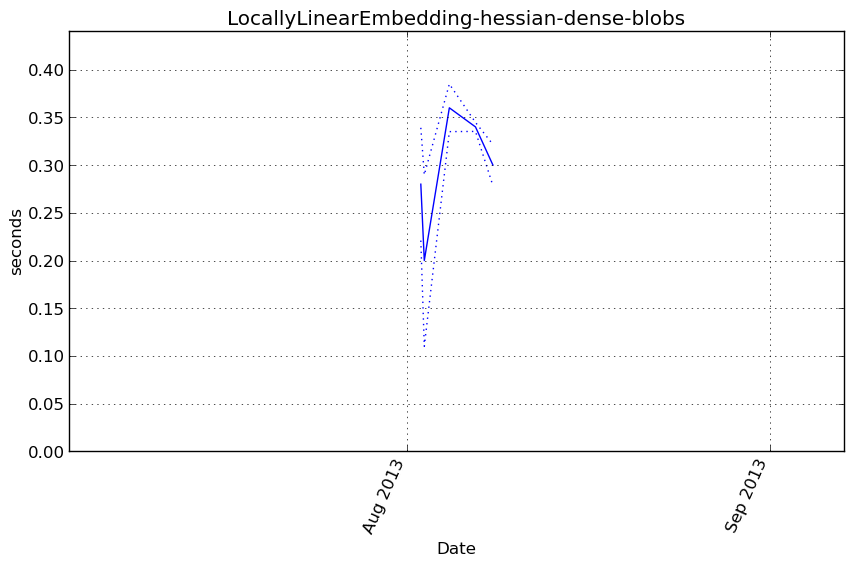 LocallyLinearEmbedding-hessian-dense-blobs
0.40
0.35
0.30
0.25
0.20
0.15
0.10
0.05
0.00
seconds
Aug 2013
Sep 2013
Date